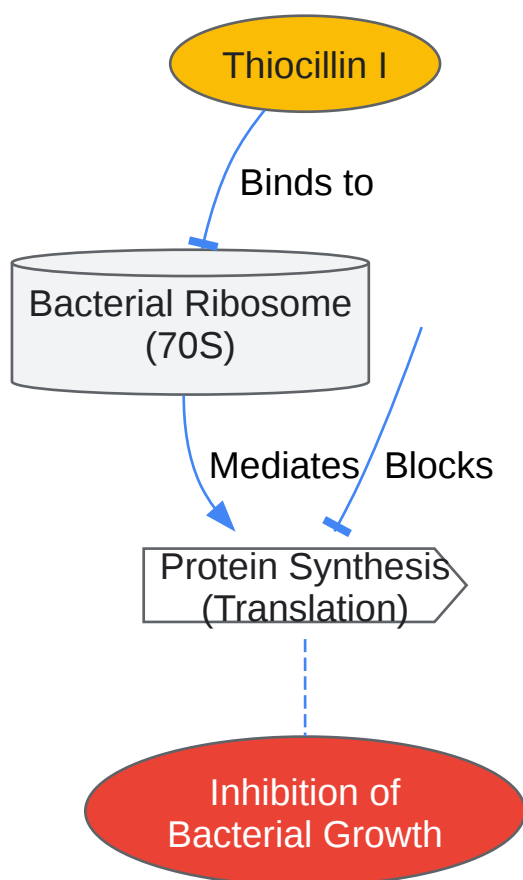 Thiocillin I
Binds to
Bacterial Ribosome
(70S)
Mediates
Blocks
Protein Synthesis
(Translation)
Inhibition of
Bacterial Growth